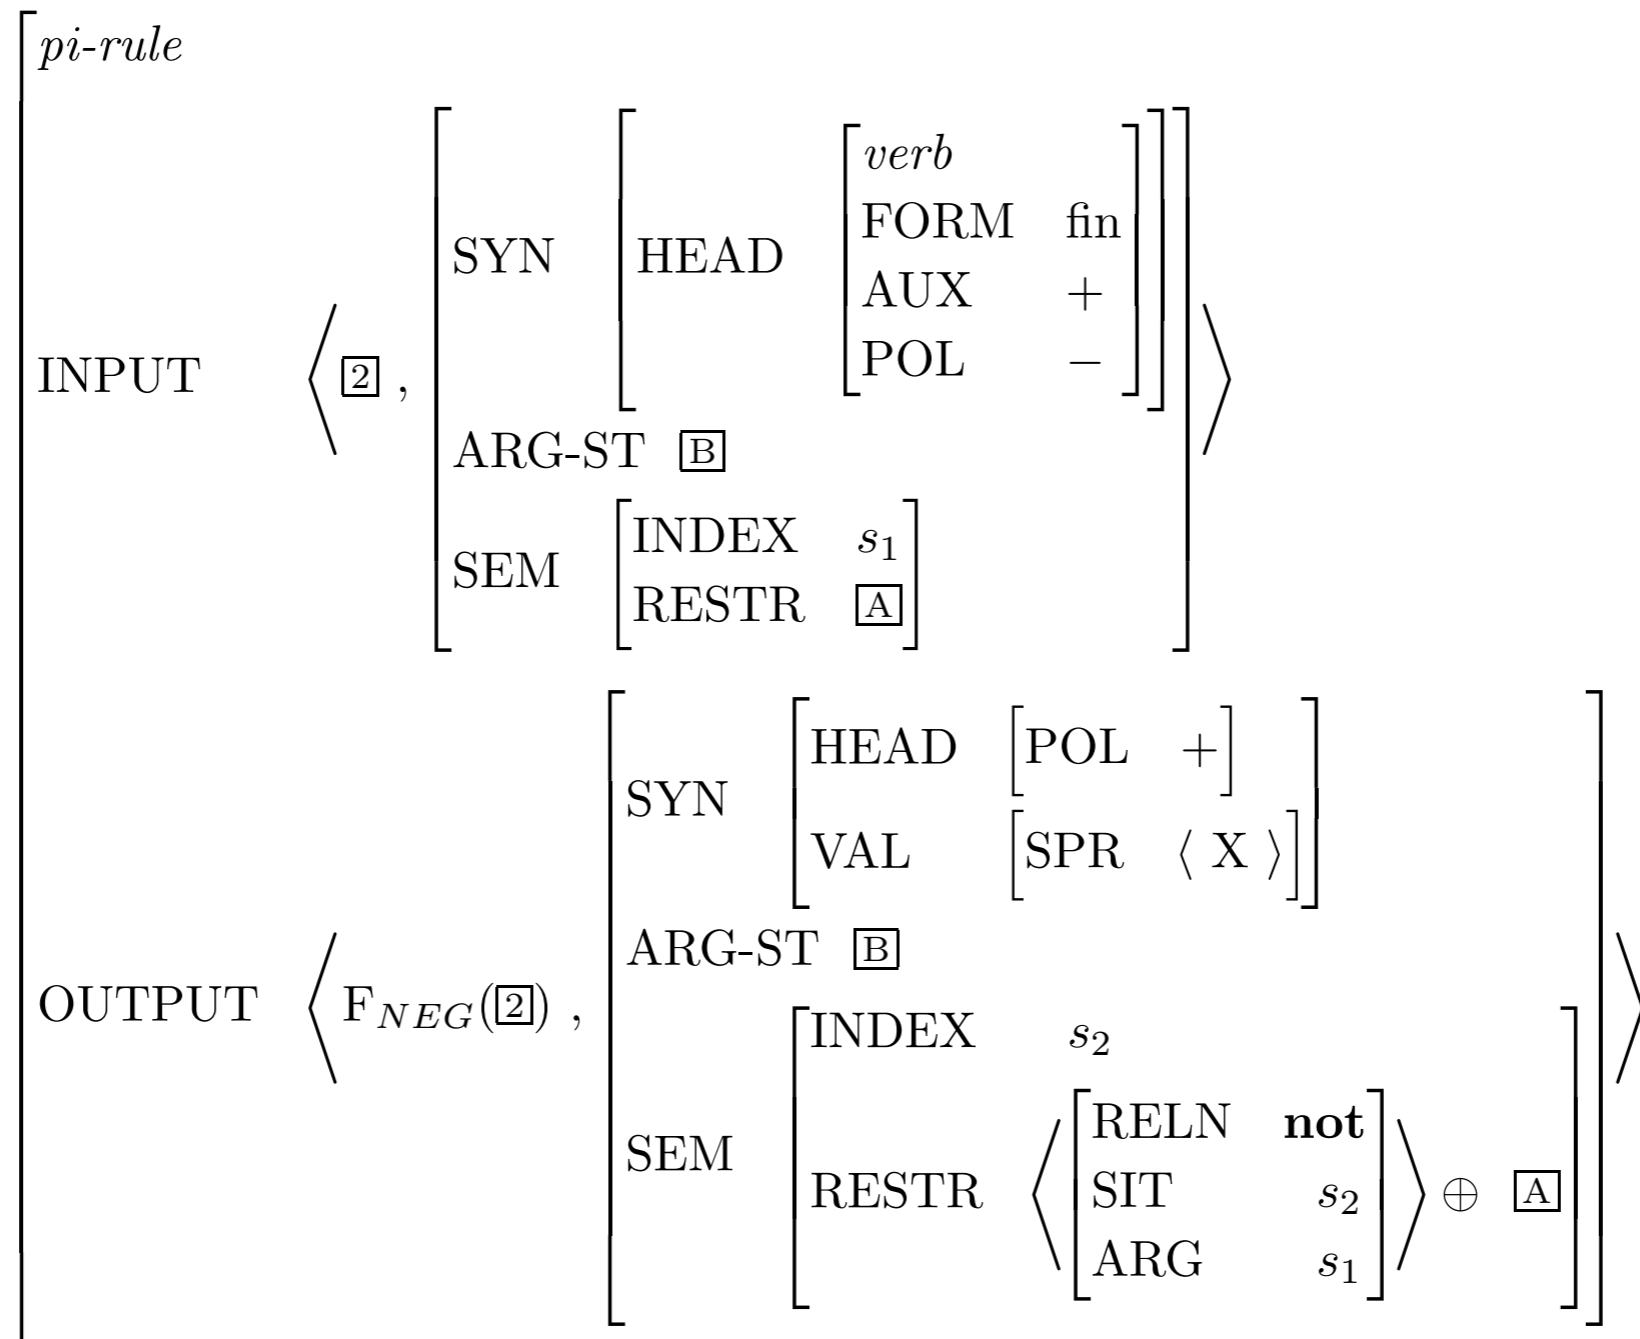 pi-rule
verb
FORM fin
SYN HEAD
AUX +
POL −
INPUT ⟨ 2 , ⟩
ARG-ST B
INDEX s₁
SEM
RESTR A
HEAD POL +
SYN
VAL SPR ⟨ X ⟩
ARG-ST B
OUTPUT ⟨ F_NEG(2) , ⟩
INDEX s₂
RELN not
SEM
RESTR ⟨ SIT s₂ ⟩ ⊕ A
ARG s₁